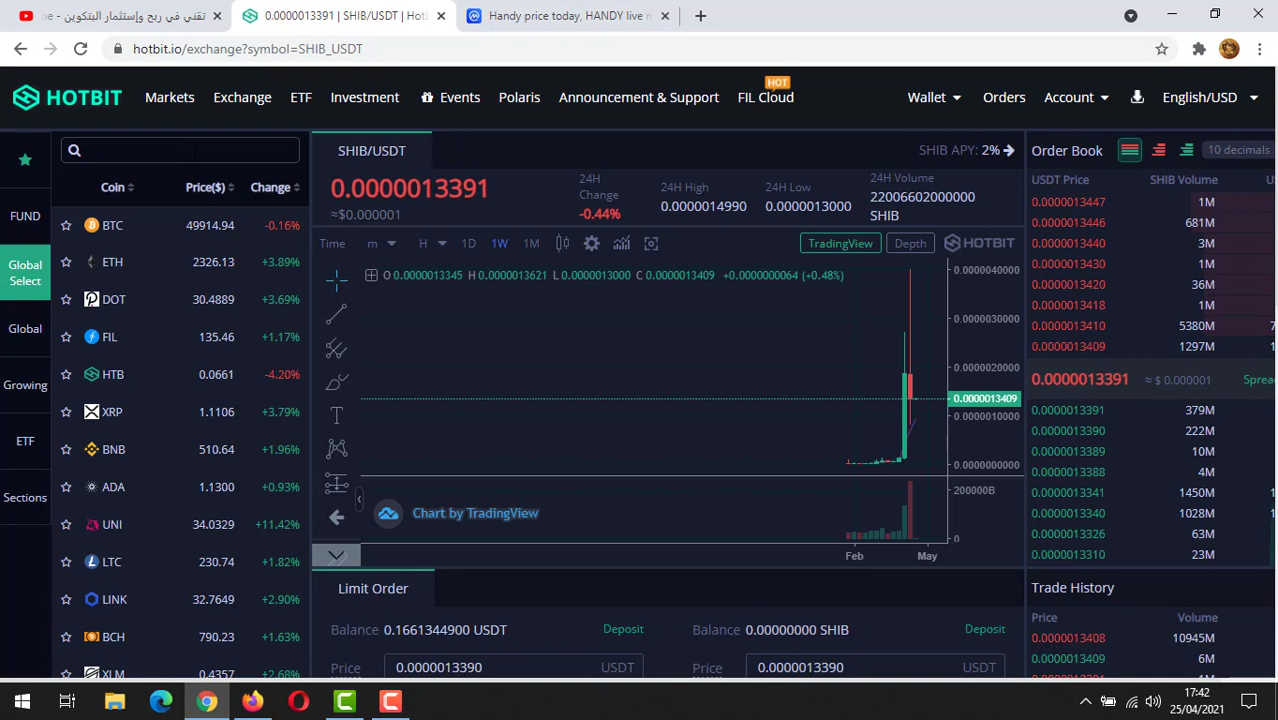 تقني في ربح وإستثمار البتكوين - be
0.0000013391 | SHIB/USDT | Hotb
Handy price today, HANDY live m
hotbit.io/exchange?symbol=SHIB_USDT
HOTBIT
Markets
Exchange
ETF
Investment
Events
Polaris
Announcement & Support
HOT
FIL Cloud
Wallet
Orders
Account
English/USD
FUND
Global
Select
Global
Growing
ETF
Sections
Coin Price($) Change
BTC 49914.94 -0.16%
ETH 2326.13 +3.89%
DOT 30.4889 +3.69%
FIL 135.46 +1.17%
HTB 0.0661 -4.20%
XRP 1.1106 +3.79%
BNB 510.64 +1.96%
ADA 1.1300 +0.93%
UNI 34.0329 +11.42%
LTC 230.74 +1.82%
LINK 32.7649 +2.90%
BCH 790.23 +1.63%
XLM 0.4357 +2.68%
SHIB/USDT
SHIB APY: 2%
0.0000013391
≈$0.000001
24H
Change
-0.44%
24H High
0.0000014990
24H Low
0.0000013000
24H Volume
22006602000000
SHIB
Time m H 1D 1W 1M
TradingView Depth HOTBIT
O 0.0000013345 H 0.0000013621 L 0.0000013000 C 0.0000013409 +0.0000000064 (+0.48%)
0.0000040000
0.0000030000
0.0000020000
0.0000013409
0.0000010000
0.0000000000
200000B
0
Chart by TradingView
Feb May
Limit Order
Balance 0.1661344900 USDT Deposit
Balance 0.00000000 SHIB Deposit
Price 0.0000013390 USDT
Price 0.0000013390 USDT
Order Book 10 decimals
USDT Price SHIB Volume
0.0000013447 1M
0.0000013446 681M
0.0000013440 3M
0.0000013430 1M
0.0000013420 36M
0.0000013418 1M
0.0000013410 5380M
0.0000013409 1297M
0.0000013391 ≈ $ 0.000001 Sprea
0.0000013391 379M
0.0000013390 222M
0.0000013389 10M
0.0000013388 4M
0.0000013341 1450M
0.0000013340 1028M
0.0000013326 63M
0.0000013310 23M
Trade History
Price Volume
0.0000013408 10945M
0.0000013409 6M
17:42
25/04/2021